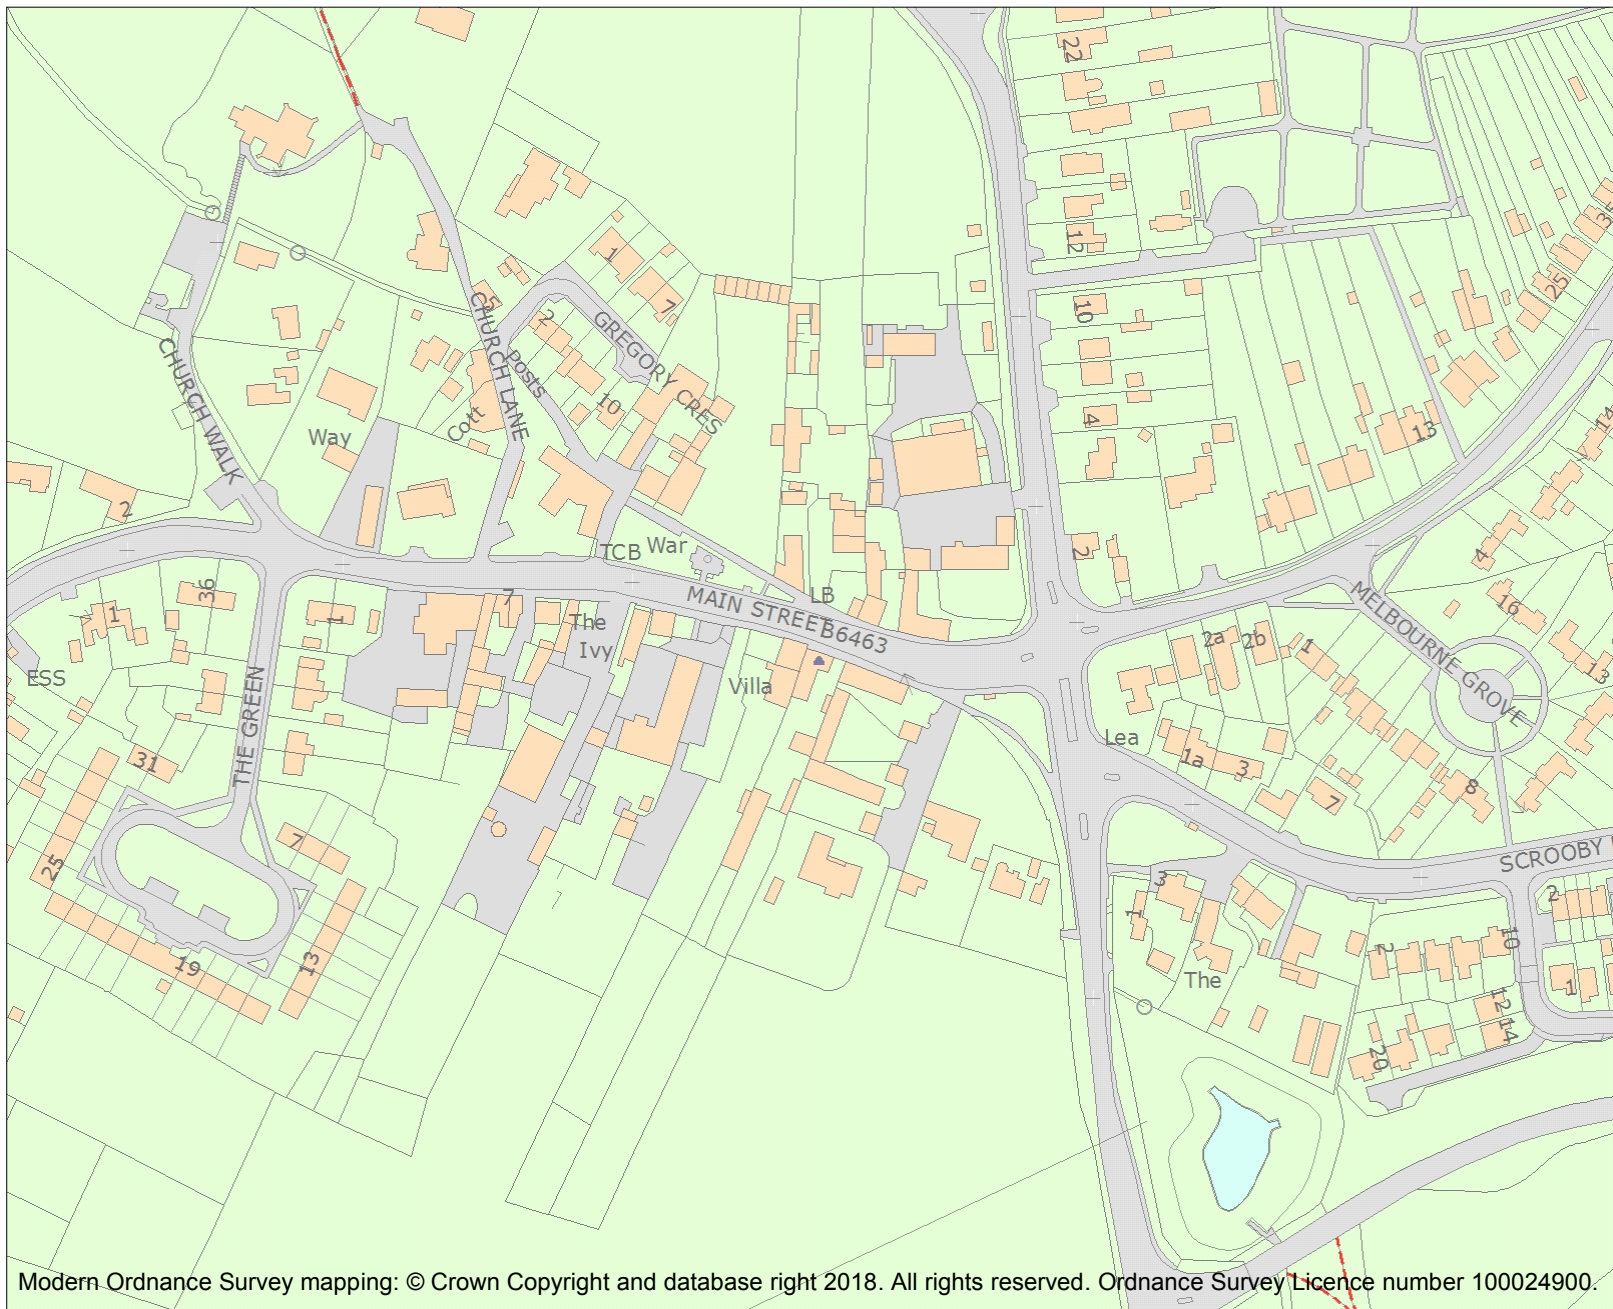 22
12
10
4
2
35
25
14
13
4
16
13
8
7
1
7
2
5
10
GREGORY CRES
CHURCH LANE
Posts
Cott
Way
CHURCH WALK
2
TCB
War
LB
MAIN STREET
B6463
7
The
Ivy
Villa
36
1
1
ESS
THE GREEN
31
25
7
19
13
MELBOURNE GROVE
2a
2b
1
Lea
1a
3
SCROOBY
3
1
The
2
10
2
1
12
14
20
Modern Ordnance Survey mapping: © Crown Copyright and database right 2018. All rights reserved. Ordnance Survey Licence number 100024900.